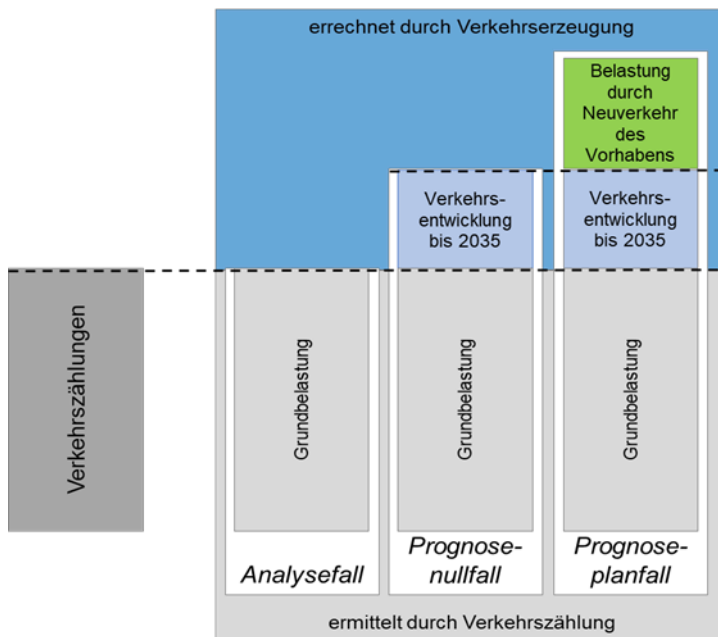 errechnet durch Verkehrserzeugung
Belastung
durch
Neuverkehr
des
Vorhabens
Verkehrs-
entwicklung
bis 2035
Verkehrs-
entwicklung
bis 2035
Verkehrszählungen
Grundbelastung
Grundbelastung
Grundbelastung
Analysefall
Prognose-
nullfall
Prognose-
planfall
ermittelt durch Verkehrszählung